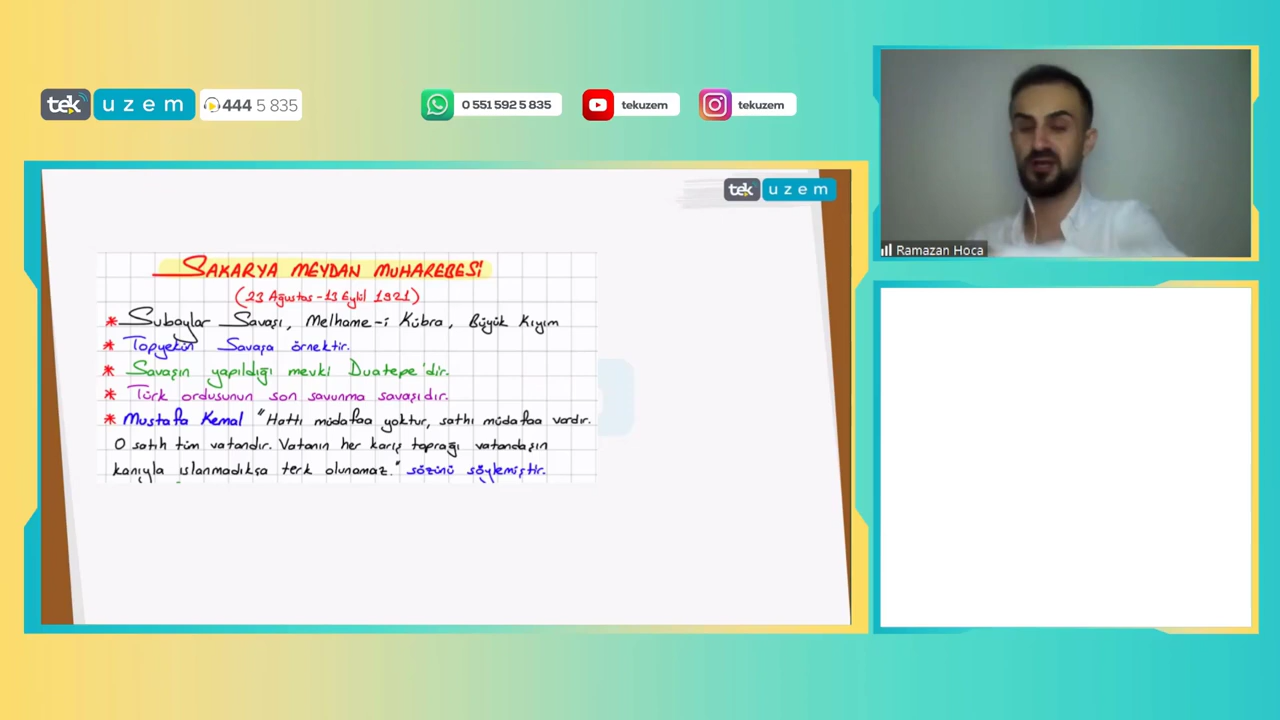 tek uzem 444 5 835
0 551 592 5 835
tekuzem
tekuzem
tek uzem
SAKARYA MEYDAN MUHAREBESİ
(23 Ağustos - 13 Eylül 1921)
* Subaylar Savaşı, Melhame-i Kübra, Büyük Kıyım
* Topyekün Savaşa örnektir.
* Savaşın yapıldığı mevki Duatepe'dir.
* Türk ordusunun son savunma savaşıdır.
* Mustafa Kemal "Hattı müdafaa yoktur, sathı müdafaa vardır.
O satıh tüm vatandır. Vatanın her karış toprağı vatandaşın
kanıyla ıslanmadıkça terk olunamaz." sözünü söylemiştir.
Ramazan Hoca